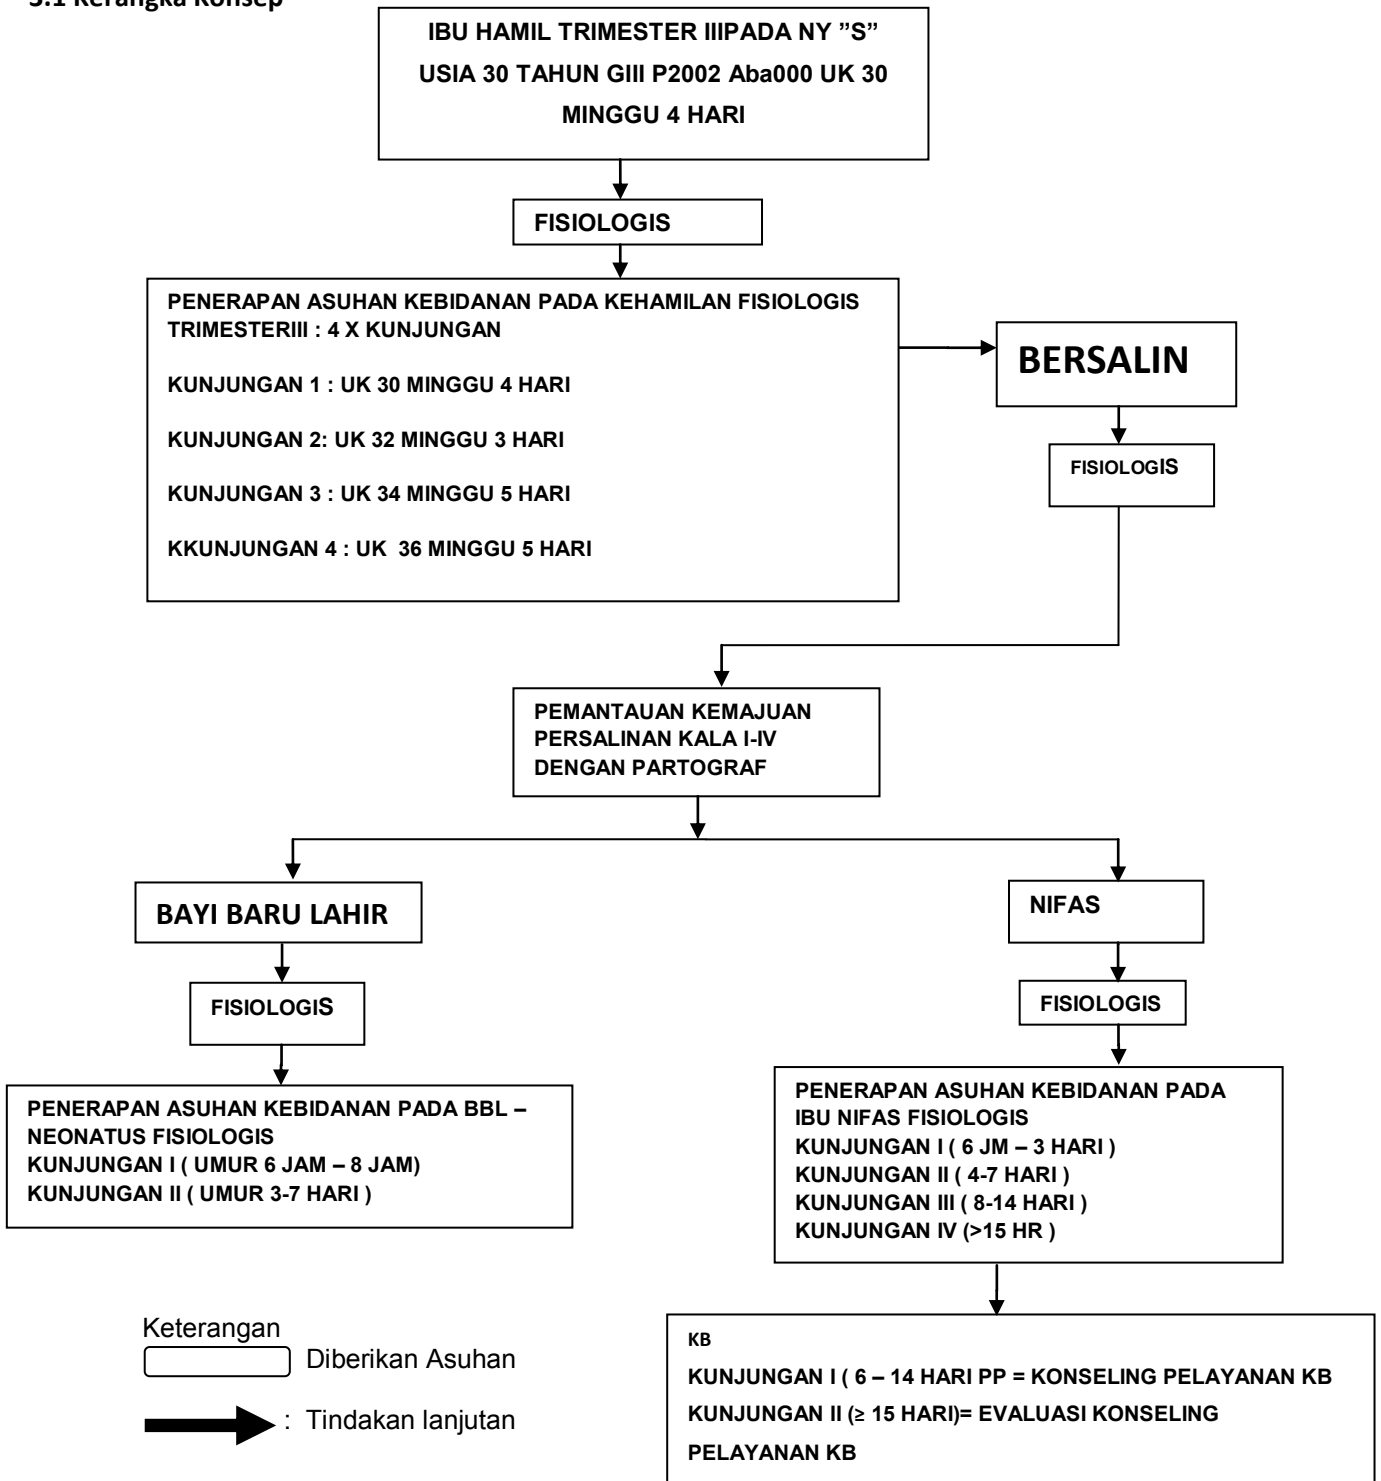 3.1 Kerangka Konsep
IBU HAMIL TRIMESTER IIIPADA NY ”S”
USIA 30 TAHUN GIII P2002 Aba000 UK 30
MINGGU 4 HARI
FISIOLOGIS
PENERAPAN ASUHAN KEBIDANAN PADA KEHAMILAN FISIOLOGIS
TRIMESTERIII : 4 X KUNJUNGAN
KUNJUNGAN 1 : UK 30 MINGGU 4 HARI
KUNJUNGAN 2: UK 32 MINGGU 3 HARI
KUNJUNGAN 3 : UK 34 MINGGU 5 HARI
KKUNJUNGAN 4 : UK 36 MINGGU 5 HARI
BERSALIN
FISIOLOGIS
PEMANTAUAN KEMAJUAN
PERSALINAN KALA I-IV
DENGAN PARTOGRAF
BAYI BARU LAHIR
FISIOLOGIS
PENERAPAN ASUHAN KEBIDANAN PADA BBL –
NEONATUS FISIOLOGIS
KUNJUNGAN I ( UMUR 6 JAM – 8 JAM)
KUNJUNGAN II ( UMUR 3-7 HARI )
NIFAS
FISIOLOGIS
PENERAPAN ASUHAN KEBIDANAN PADA
IBU NIFAS FISIOLOGIS
KUNJUNGAN I ( 6 JM – 3 HARI )
KUNJUNGAN II ( 4-7 HARI )
KUNJUNGAN III ( 8-14 HARI )
KUNJUNGAN IV (>15 HR )
KB
KUNJUNGAN I ( 6 – 14 HARI PP = KONSELING PELAYANAN KB
KUNJUNGAN II (≥ 15 HARI)= EVALUASI KONSELING
PELAYANAN KB
Keterangan
Diberikan Asuhan
: Tindakan lanjutan